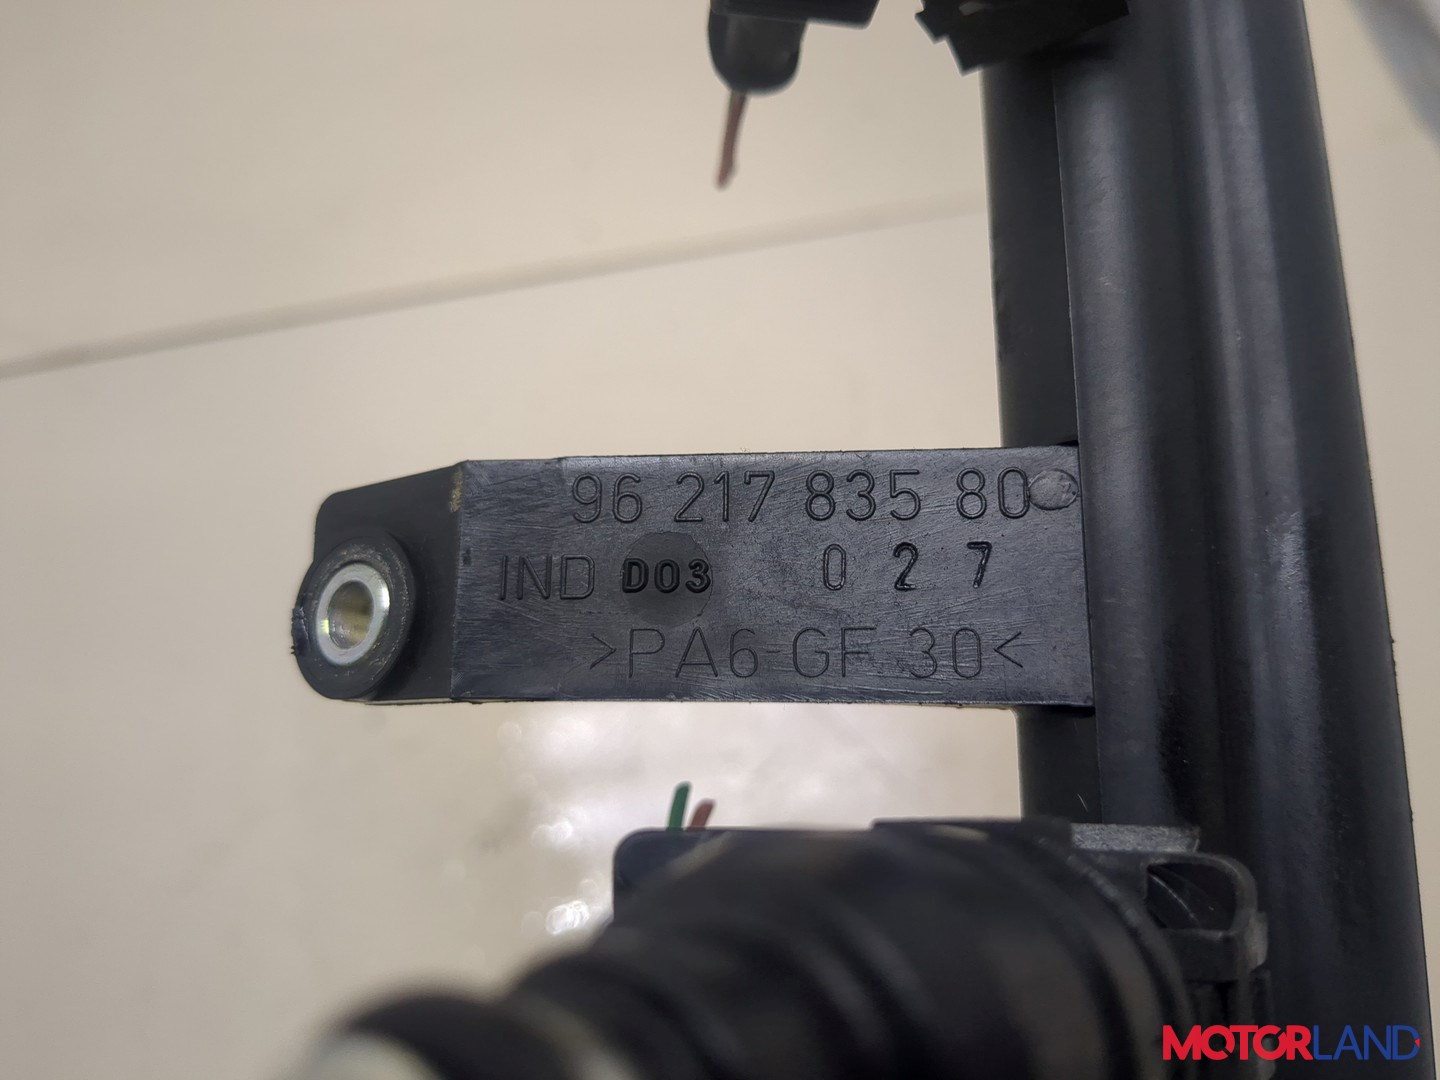 96 217 835 80
IND D03 0 2 7
>PA6-GF 30<
MOTORLAND